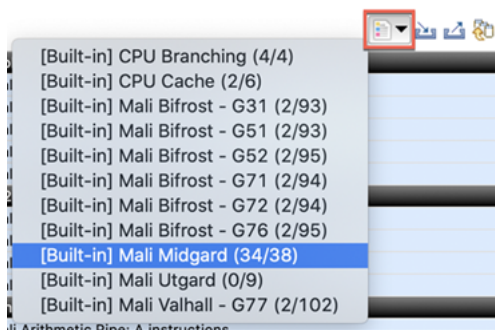 [Built-in] CPU Branching (4/4)
[Built-in] CPU Cache (2/6)
[Built-in] Mali Bifrost - G31 (2/93)
[Built-in] Mali Bifrost - G51 (2/93)
[Built-in] Mali Bifrost - G52 (2/95)
[Built-in] Mali Bifrost - G71 (2/94)
[Built-in] Mali Bifrost - G72 (2/94)
[Built-in] Mali Bifrost - G76 (2/95)
[Built-in] Mali Midgard (34/38)
[Built-in] Mali Utgard (0/9)
[Built-in] Mali Valhall - G77 (2/102)
Arithmetic Pipe: A instructions